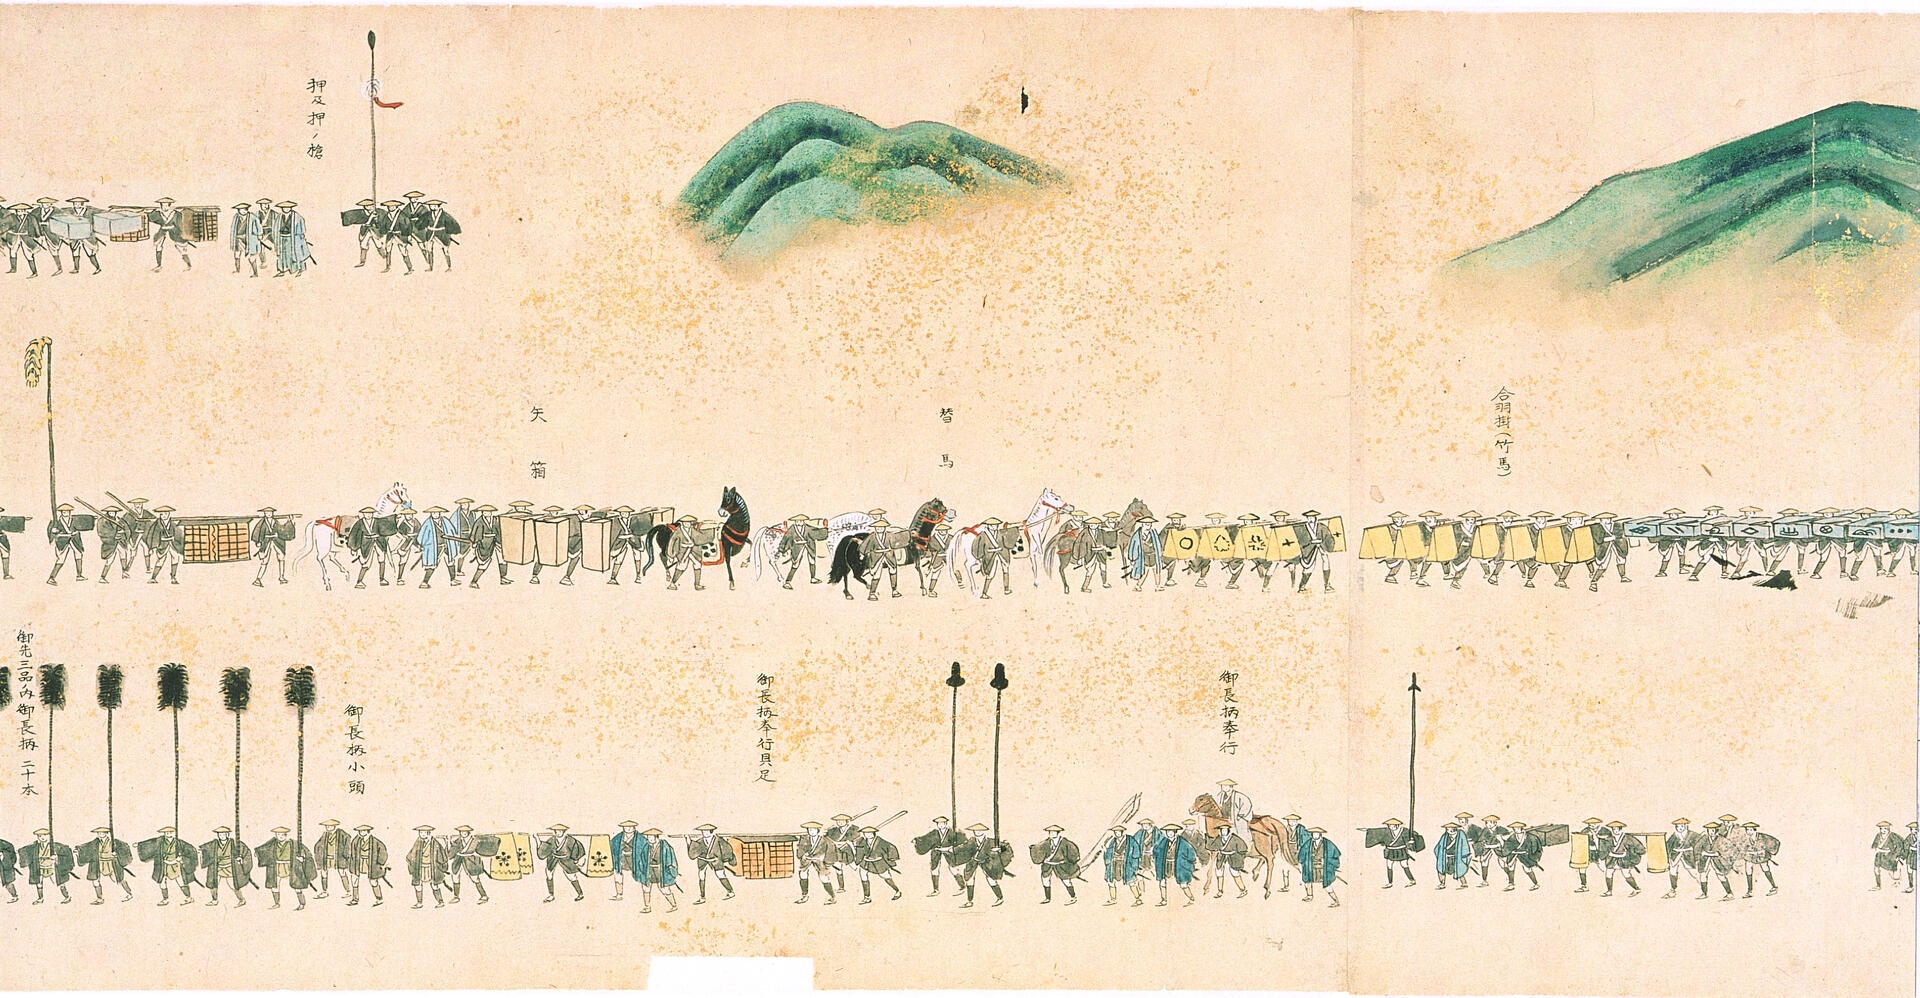 押及押ノ槍
合羽掛（竹馬）
替馬
矢箱
御長柄奉行
御長柄奉行具足
御長柄小頭
御先三品ノ内御長柄二十本